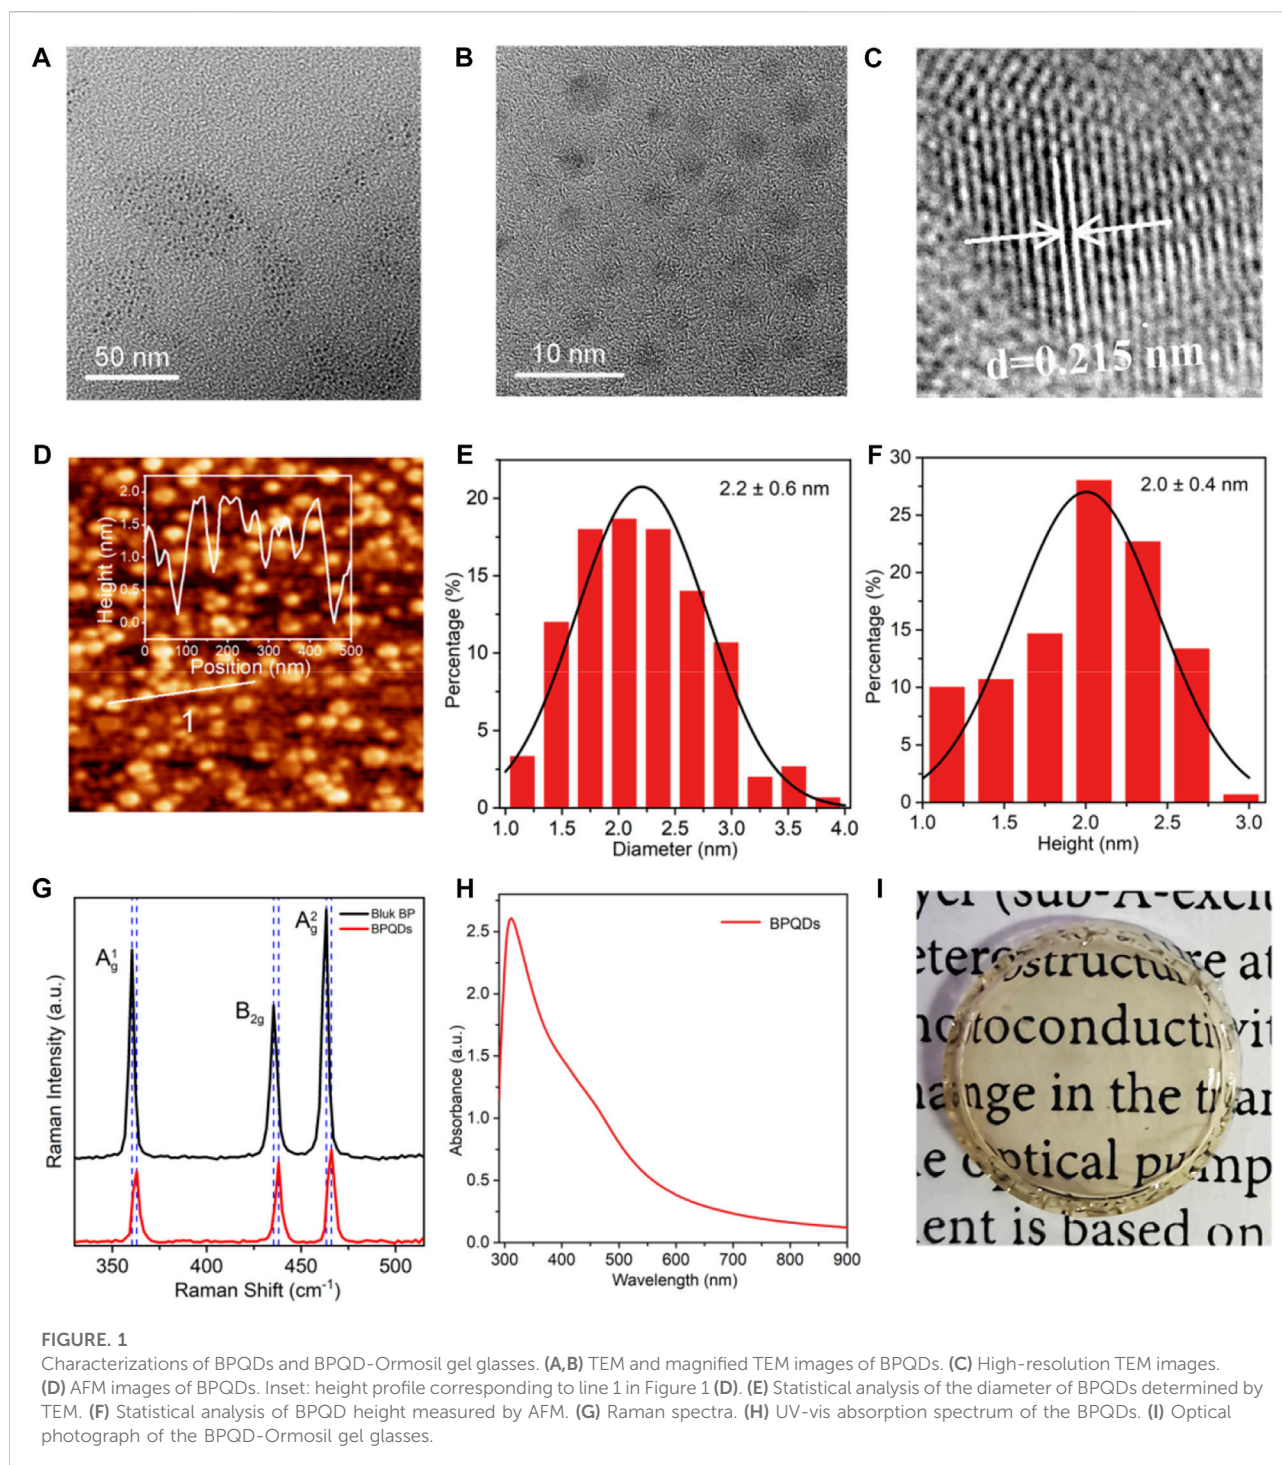 A
50 nm
B
10 nm
C
d=0.215 nm
D
Height (nm)
2.0
1.5
1.0
0.5
0.0
0 100 200 300 400 500
Position (nm)
1
E
2.2 ± 0.6 nm
Percentage (%)
20
15
10
5
0
1.0 1.5 2.0 2.5 3.0 3.5 4.0
Diameter (nm)
F
2.0 ± 0.4 nm
Percentage (%)
30
25
20
15
10
5
0
1.0 1.5 2.0 2.5 3.0
Height (nm)
G
Bluk BP
BPQDs
A¹g
B2g
A²g
Raman Intensity (a.u.)
350 400 450 500
Raman Shift (cm⁻¹)
H
BPQDs
Absorbance (a.u.)
2.5
2.0
1.5
1.0
0.5
0.0
300 400 500 600 700 800 900
Wavelength (nm)
I
yer (sub-A-excit
eterostructure at
notoconductivit
hange in the tran
e optical pump
ent is based on
FIGURE. 1
Characterizations of BPQDs and BPQD-Ormosil gel glasses. (A,B) TEM and magnified TEM images of BPQDs. (C) High-resolution TEM images.
(D) AFM images of BPQDs. Inset: height profile corresponding to line 1 in Figure 1 (D). (E) Statistical analysis of the diameter of BPQDs determined by
TEM. (F) Statistical analysis of BPQD height measured by AFM. (G) Raman spectra. (H) UV-vis absorption spectrum of the BPQDs. (I) Optical
photograph of the BPQD-Ormosil gel glasses.